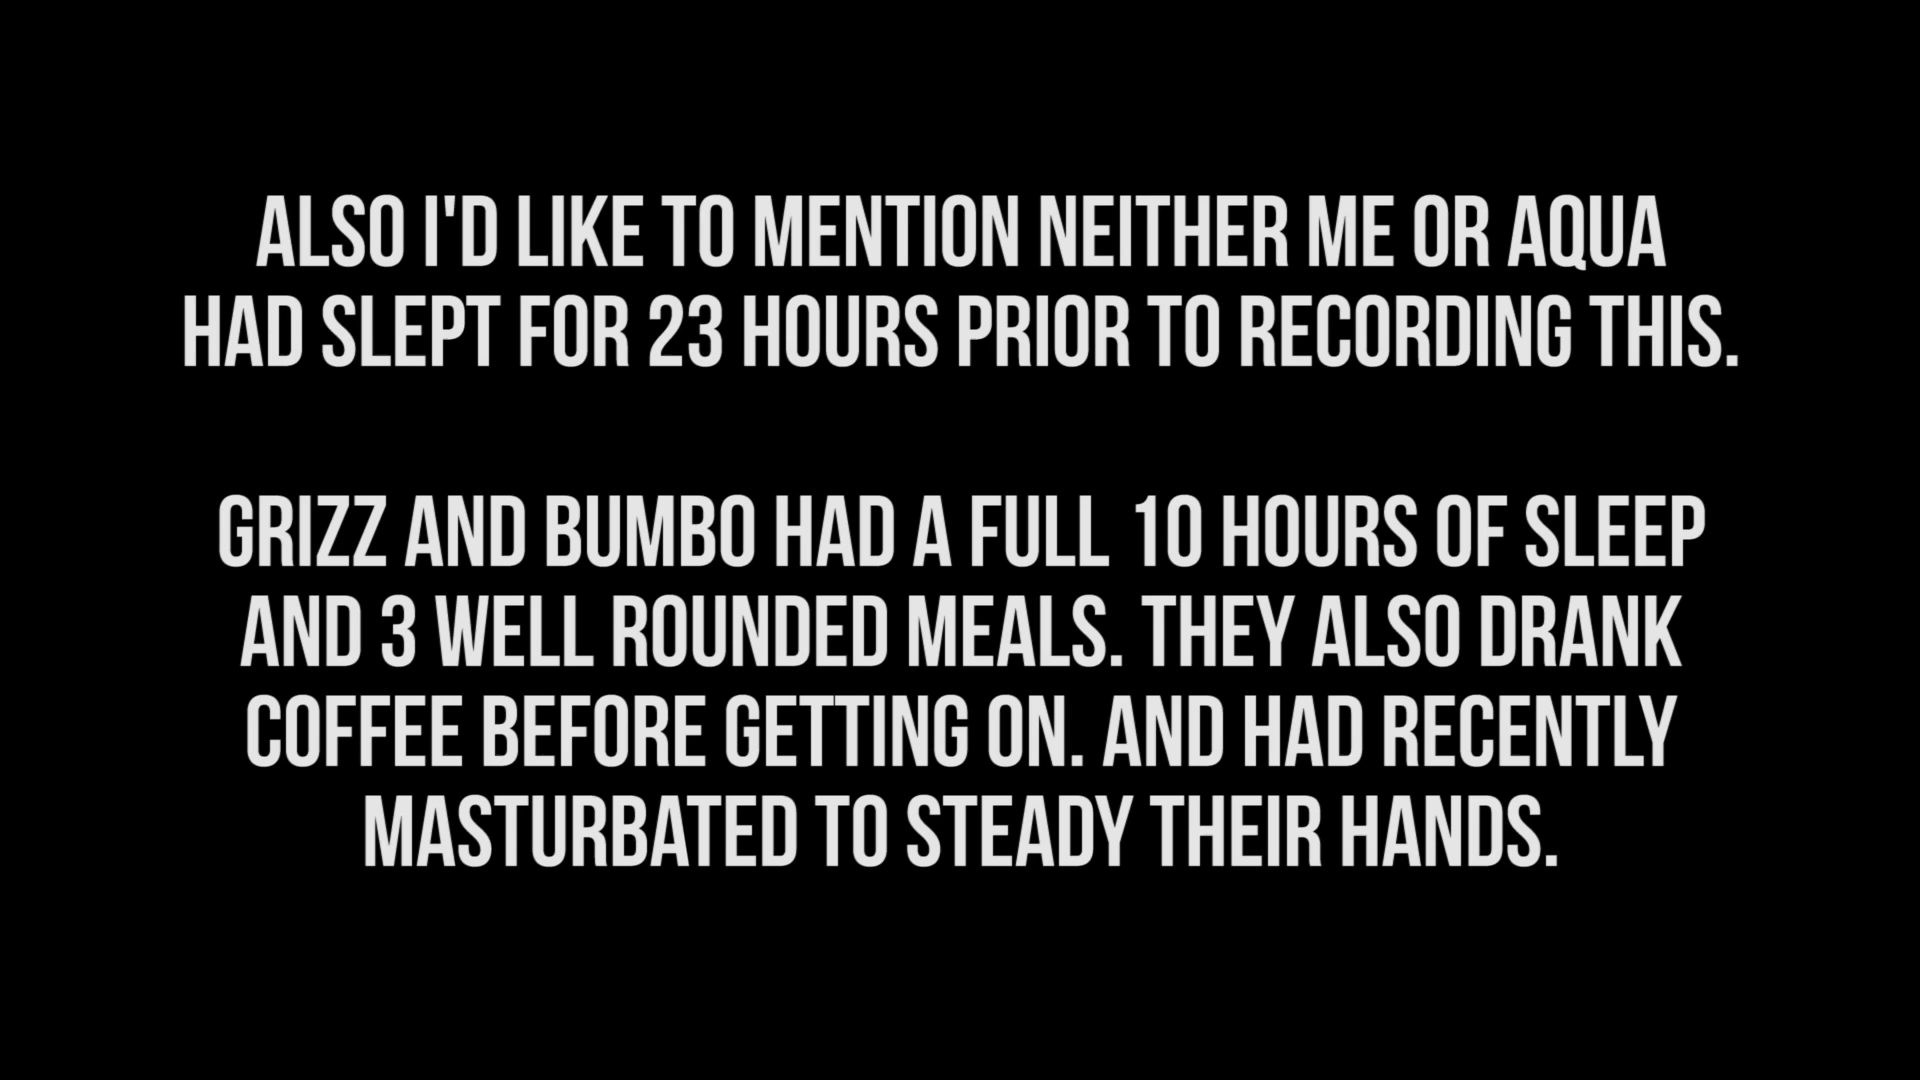 ALSO I'D LIKE TO MENTION NEITHER ME OR AQUA
HAD SLEPT FOR 23 HOURS PRIOR TO RECORDING THIS.
GRIZZ AND BUMBO HAD A FULL 10 HOURS OF SLEEP
AND 3 WELL ROUNDED MEALS. THEY ALSO DRANK
COFFEE BEFORE GETTING ON. AND HAD RECENTLY
MASTURBATED TO STEADY THEIR HANDS.